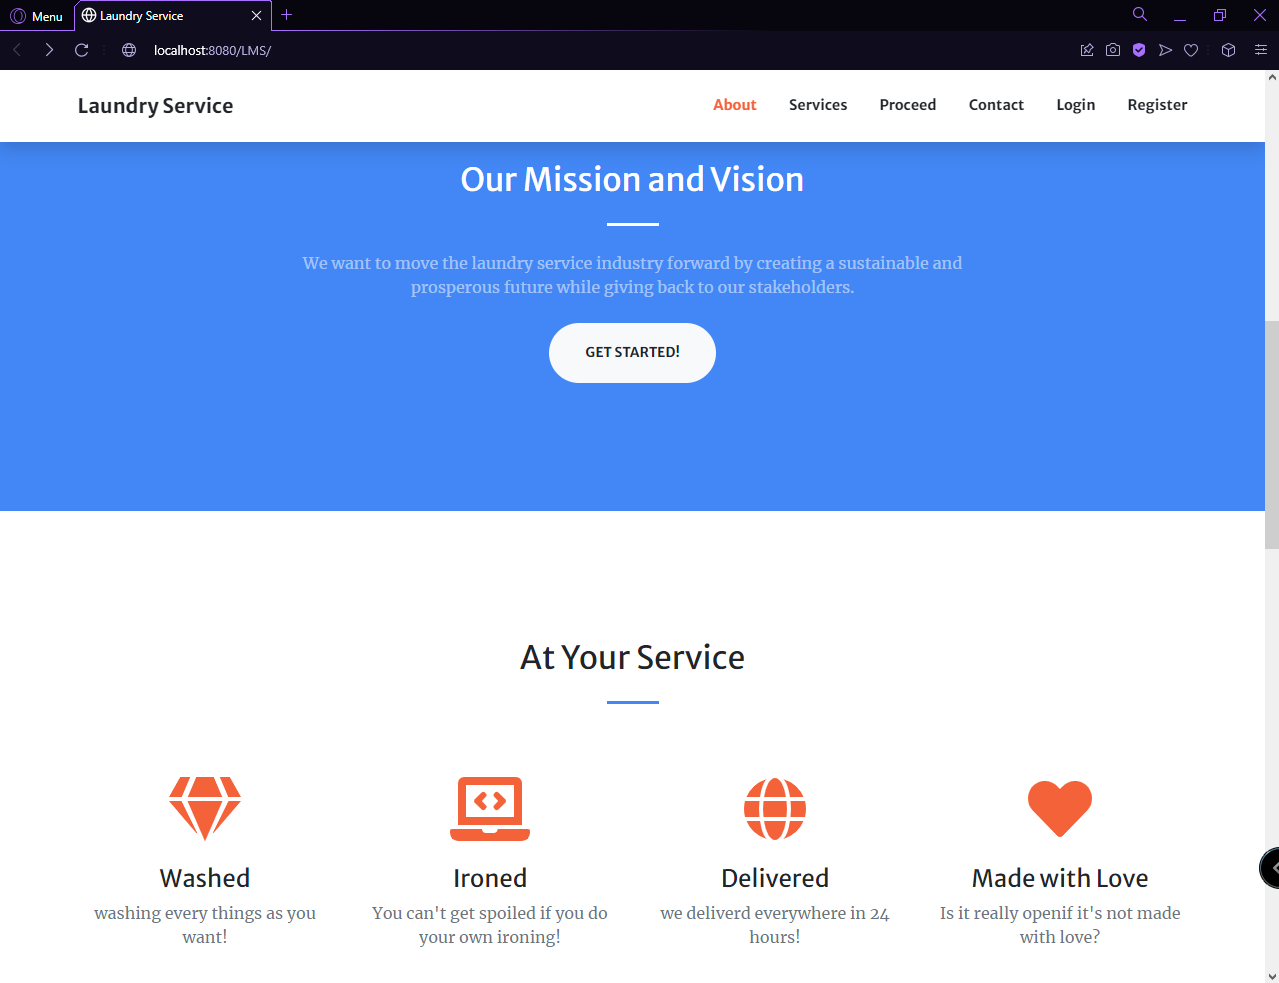 Menu
Laundry Service
localhost:8080/LMS/
Laundry Service
About
Services
Proceed
Contact
Login
Register
Our Mission and Vision
We want to move the laundry service industry forward by creating a sustainable and
prosperous future while giving back to our stakeholders.
GET STARTED!
At Your Service
Washed
washing every things as you
want!
Ironed
You can't get spoiled if you do
your own ironing!
Delivered
we deliverd everywhere in 24
hours!
Made with Love
Is it really openif it's not made
with love?